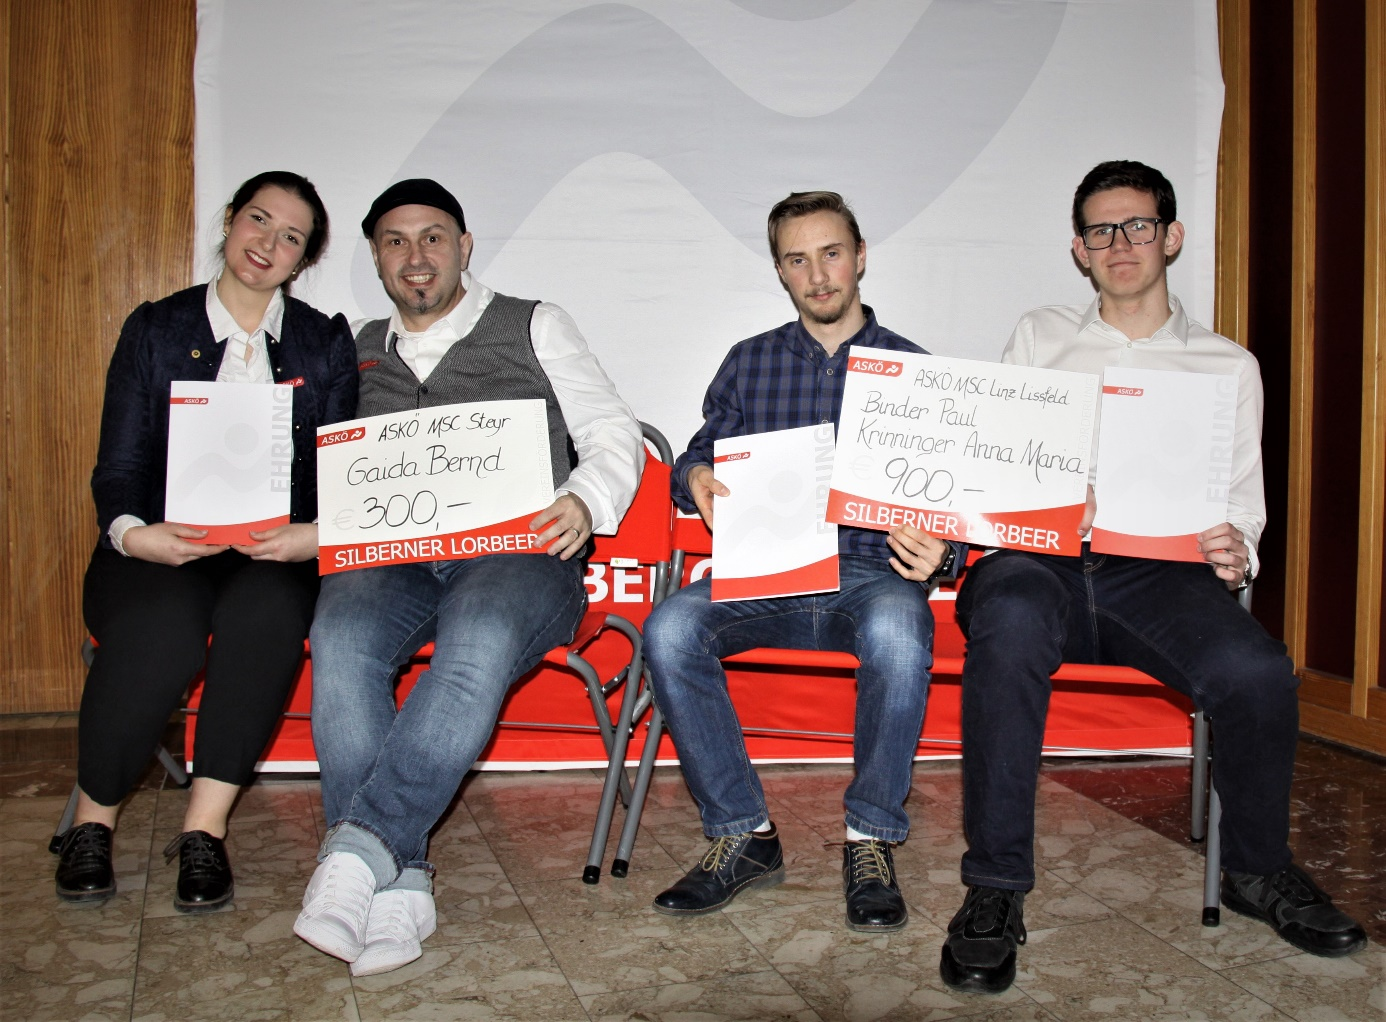 ASKÖ
EHRUNG
ASKÖ
ASKÖ
ASKÖ MSC Steyr
Gaida Bernd
€ 300,-
SILBERNER LORBEER
ASKÖ
EHRUNG
ASKÖ
ASKÖ MSC Linz Lissfeld
Binder Paul
Krinninger Anna Maria
€ 900,-
SILBERNER LORBEER
ASKÖ
EHRUNG